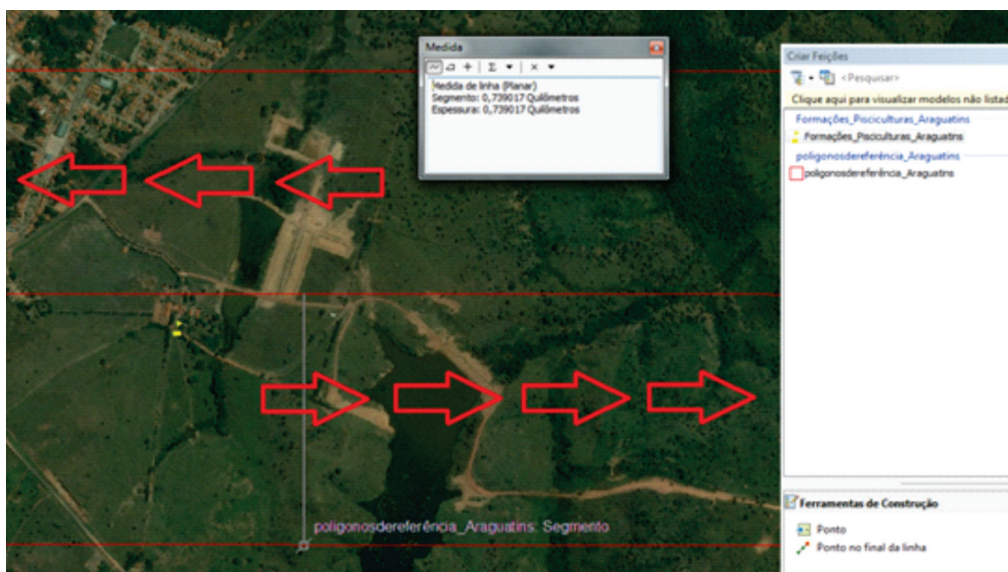 Medida
Medida de linha (Planar)
Segmento: 0,739017 Quilômetros
Espessura: 0,739017 Quilômetros
Criar Feições
<Pesquisar>
Clique aqui para visualizar modelos não listad
Formações_Pisciculturas_Araguatins
Formações_Pisciculturas_Araguatins
poligonosdereferência_Araguatins
poligonosdereferência_Araguatins
poligonosdereferência_Araguatins: Segmento
Ferramentas de Construção
Ponto
Ponto no final da linha